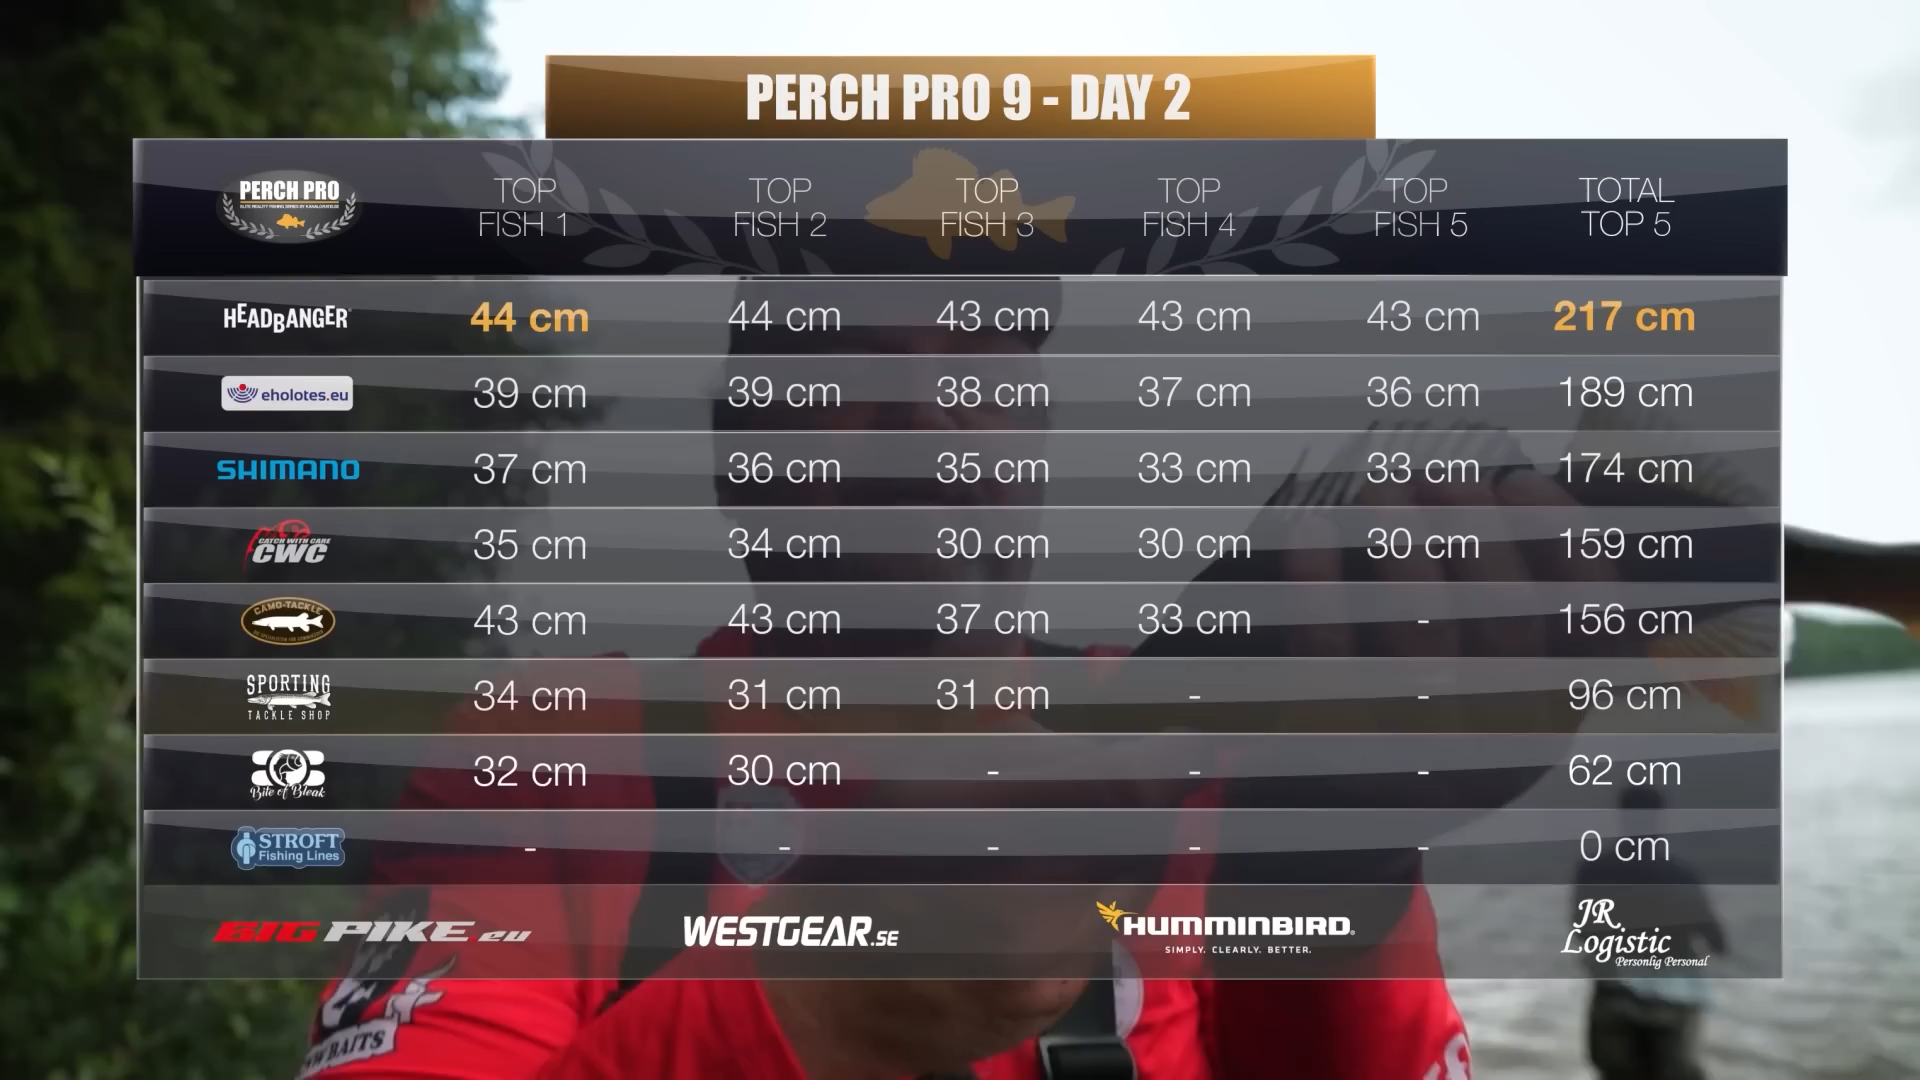 PERCH PRO 9 - DAY 2
PERCH PRO
TOP FISH 1
TOP FISH 2
TOP FISH 3
TOP FISH 4
TOP FISH 5
TOTAL TOP 5
HEADBANGER 44 cm 44 cm 43 cm 43 cm 43 cm 217 cm
eholotes.eu 39 cm 39 cm 38 cm 37 cm 36 cm 189 cm
SHIMANO 37 cm 36 cm 35 cm 33 cm 33 cm 174 cm
CATCH WITH CARE
CWC 35 cm 34 cm 30 cm 30 cm 30 cm 159 cm
CAMO-TACKLE 43 cm 43 cm 37 cm 33 cm - 156 cm
SPORTING
TACKLE SHOP 34 cm 31 cm 31 cm - - 96 cm
Bite of Bleak 32 cm 30 cm - - - 62 cm
STROFT
Fishing Lines - - - - - 0 cm
BIG PIKE.eu
WESTGEAR.SE
HUMMINBIRD
SIMPLY. CLEARLY. BETTER.
JR
Logistic
Personlig Personal
BAITS